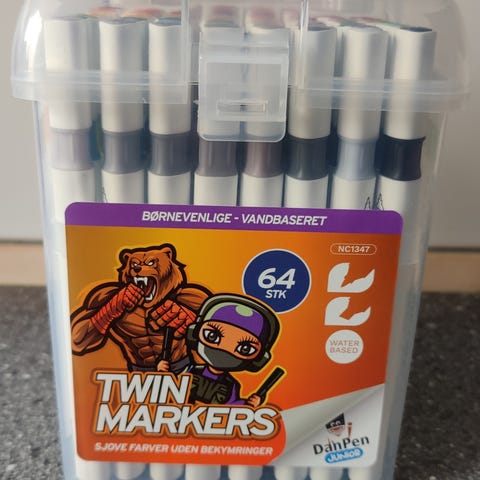 BØRNEVENLIGE - VANDBASERET
NC1347
64
STK
WATER
BASED
TWIN
MARKERS
SJOVE FARVER UDEN BEKYMRINGER
DanPen
JUNIOR